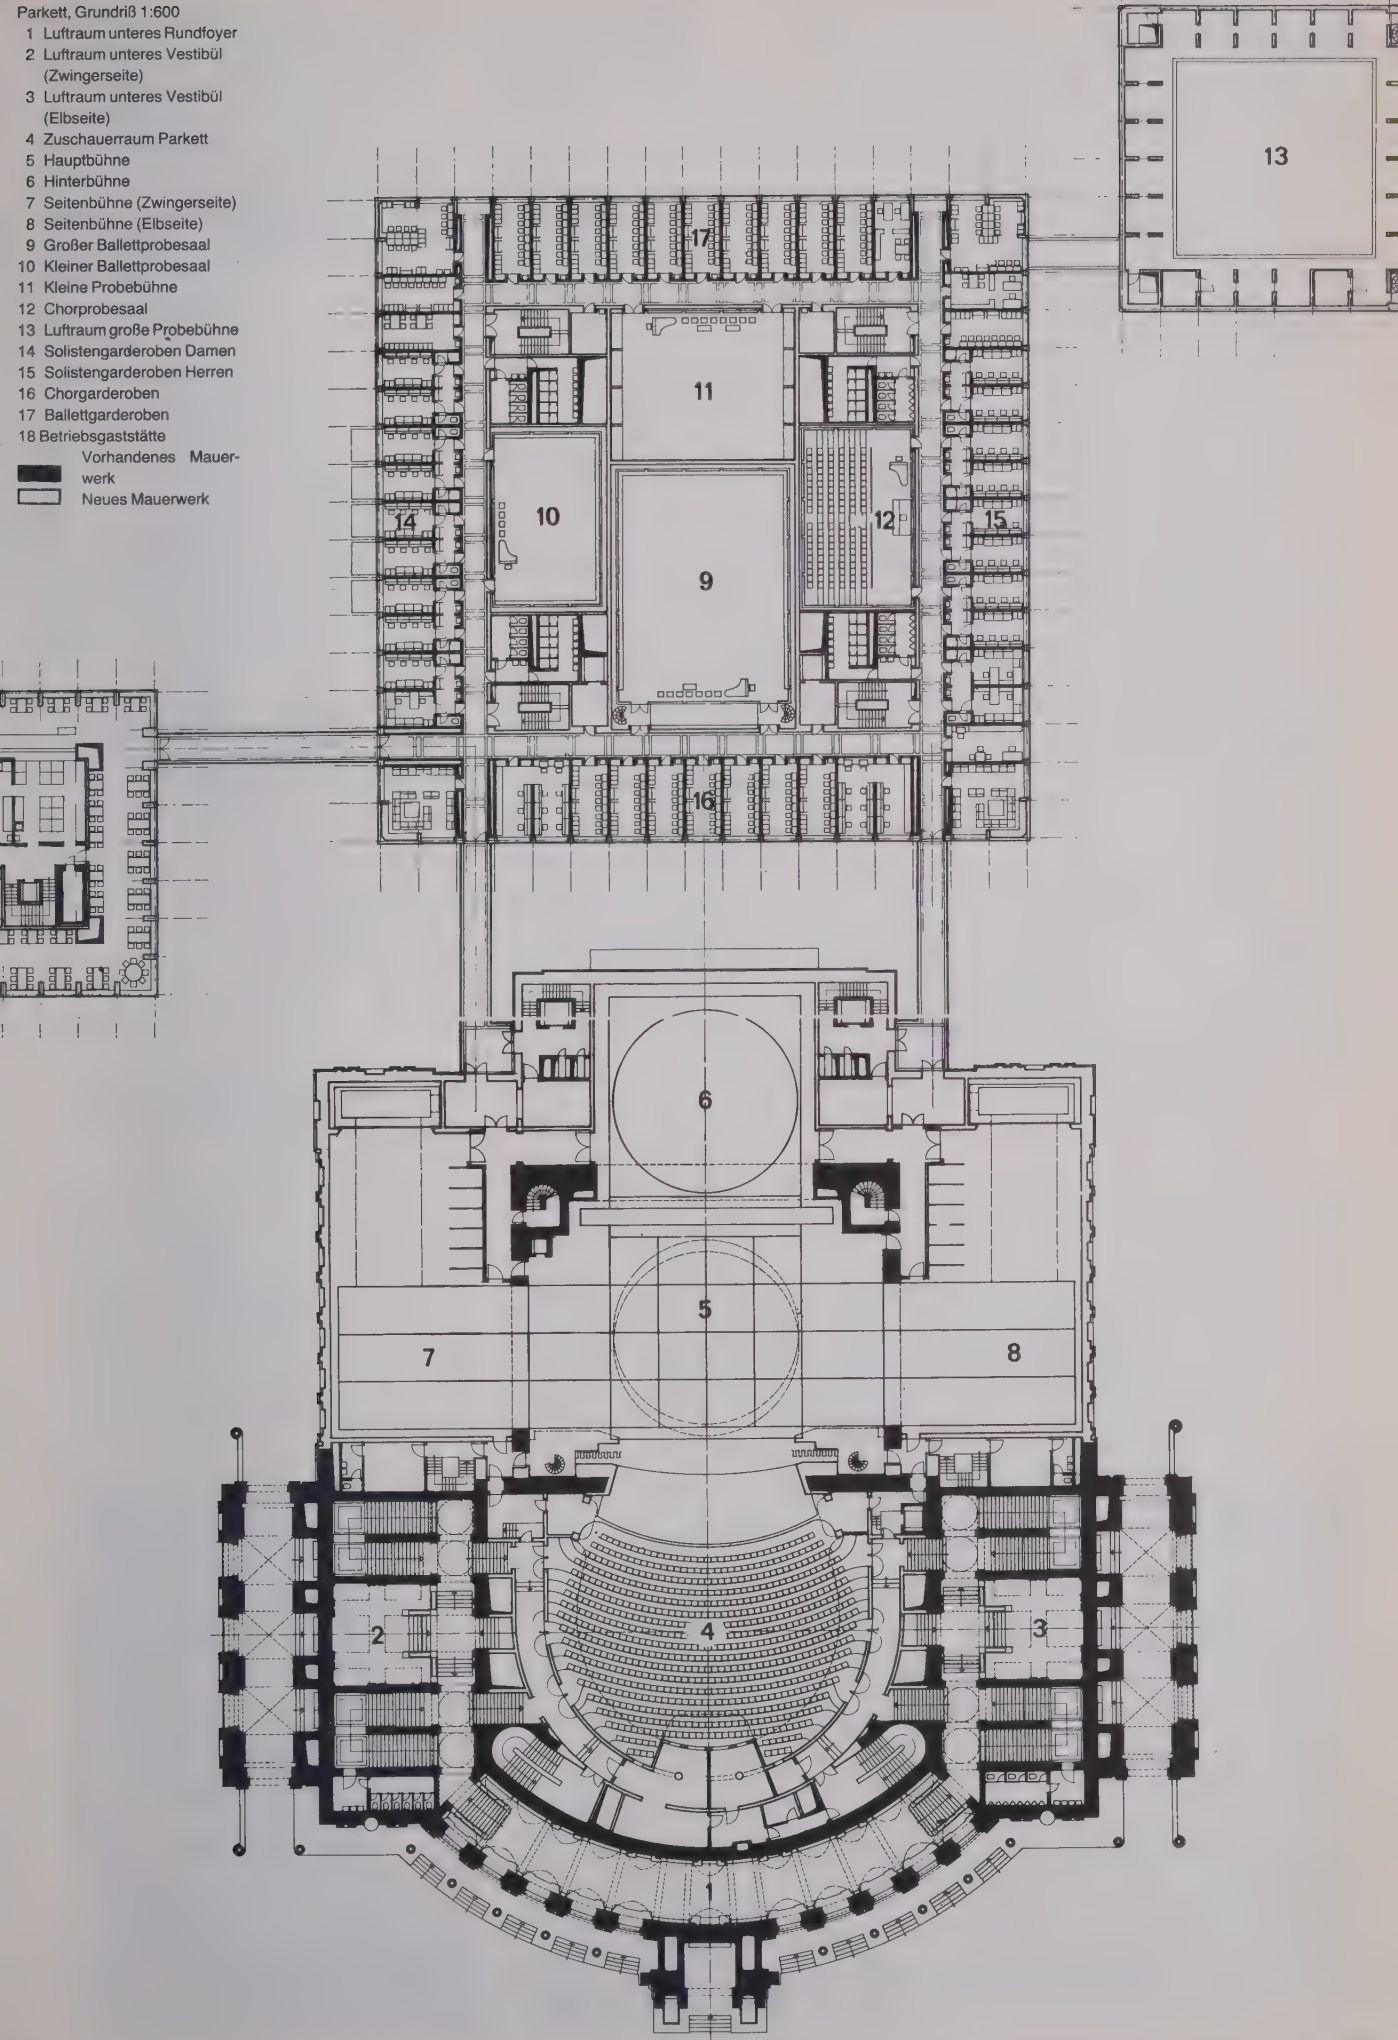 Parkett, Grundriß 1:600
1 Luftraum unteres Rundfoyer
2 Luftraum unteres Vestibül
(Zwingerseite)
3 Luftraum unteres Vestibül
(Elbseite)
4 Zuschauerraum Parkett
5 Hauptbühne
6 Hinterbühne
7 Seitenbühne (Zwingerseite)
8 Seitenbühne (Elbseite)
9 Großer Ballettprobesaal
10 Kleiner Ballettprobesaal
11 Kleine Probebühne
12 Chorprobesaal
13 Luftraum große Probebühne
14 Solistengarderoben Damen
15 Solistengarderoben Herren
16 Chorgarderoben
17 Ballettgarderoben
18 Betriebsgaststätte
Vorhandenes Mauer-
werk
Neues Mauerwerk
13
17
11
14
10
12
15
9
16
6
5
7
8
2
4
3
1